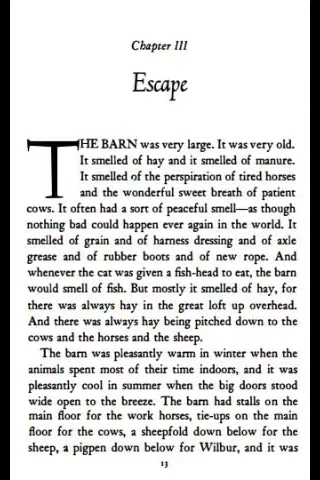 Chapter III
Escape
THE BARN was very large. It was very old.
It smelled of hay and it smelled of manure.
It smelled of the perspiration of tired horses
and the wonderful sweet breath of patient
cows. It often had a sort of peaceful smell—as though
nothing bad could happen ever again in the world. It
smelled of grain and of harness dressing and of axle
grease and of rubber boots and of new rope. And
whenever the cat was given a fish-head to eat, the barn
would smell of fish. But mostly it smelled of hay, for
there was always hay in the great loft up overhead.
And there was always hay being pitched down to the
cows and the horses and the sheep.
The barn was pleasantly warm in winter when the
animals spent most of their time indoors, and it was
pleasantly cool in summer when the big doors stood
wide open to the breeze. The barn had stalls on the
main floor for the work horses, tie-ups on the main
floor for the cows, a sheepfold down below for the
sheep, a pigpen down below for Wilbur, and it was
13